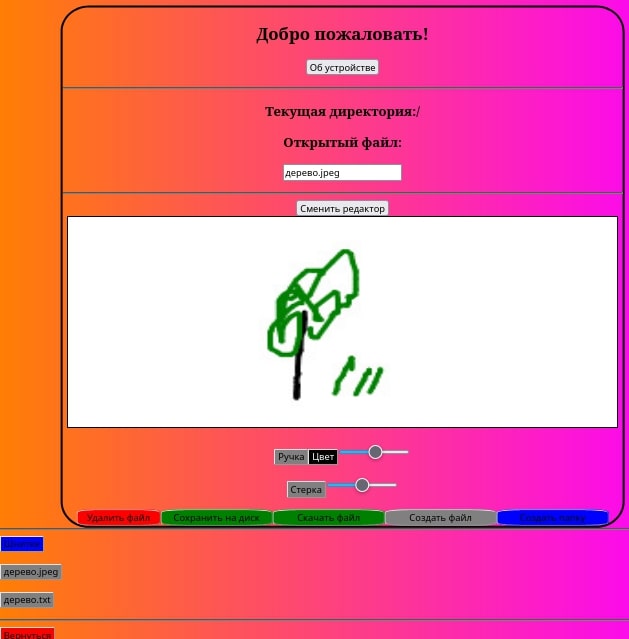 Добро пожаловать!
Об устройстве
Текущая директория:/
Открытый файл:
дерево.jpeg
Сменить редактор
Ручка Цвет
Стерка
Удалить файл Сохранить на диск Скачать файл Создать файл Создать папку
дерево.jpeg
дерево.txt
Вернуться